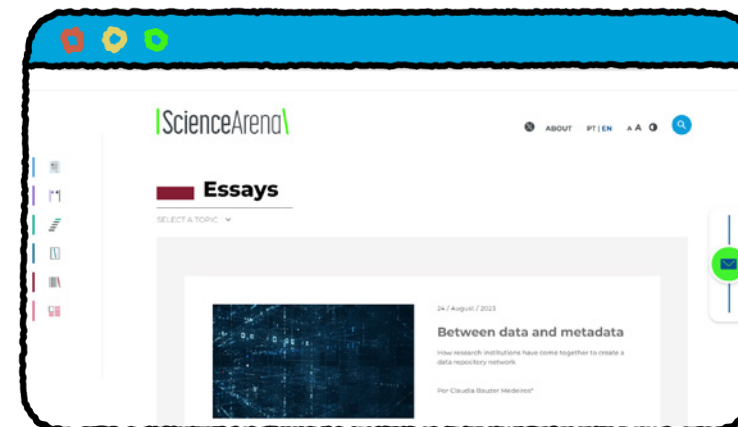 |ScienceArena\
ABOUT PT | EN A A
Essays
SELECT A TOPIC
24 / August / 2023
Between data and metadata
How research institutions have come together to create a
data repository network
Por Claudia Bauzer Medeiros*